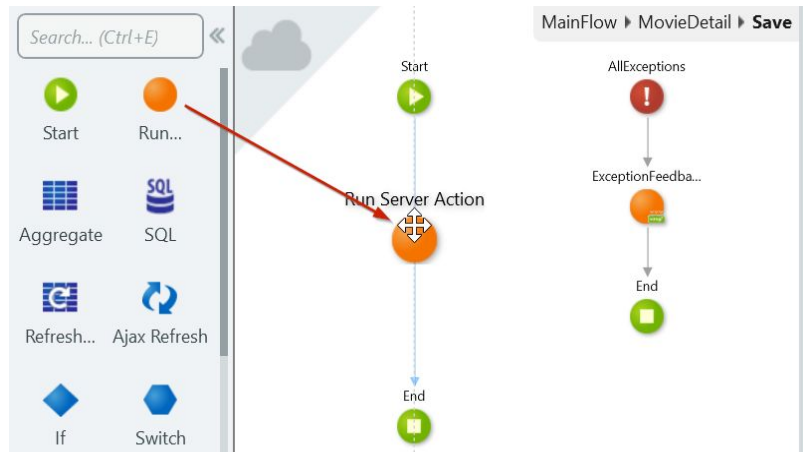 Search... (Ctrl+E)
Start
Run...
Aggregate
SQL
SQL
Refresh...
Ajax Refresh
If
Switch
MainFlow ▸ MovieDetail ▸ Save
Start
Run Server Action
End
AllExceptions
ExceptionFeedba...
End